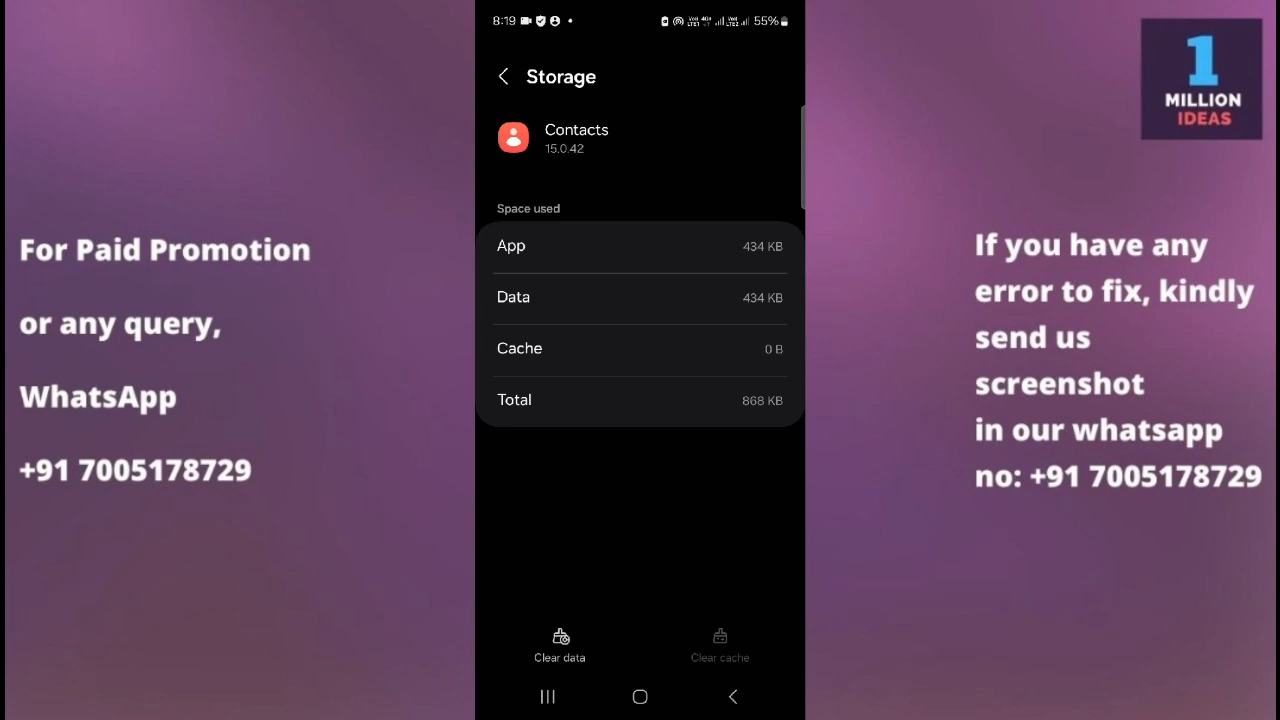 For Paid Promotion
or any query,
WhatsApp
+91 7005178729
8:19
55%
Storage
Contacts
15.0.42
Space used
App 434 KB
Data 434 KB
Cache 0 B
Total 868 KB
Clear data
Clear cache
1
MILLION
IDEAS
If you have any
error to fix, kindly
send us
screenshot
in our whatsapp
no: +91 7005178729